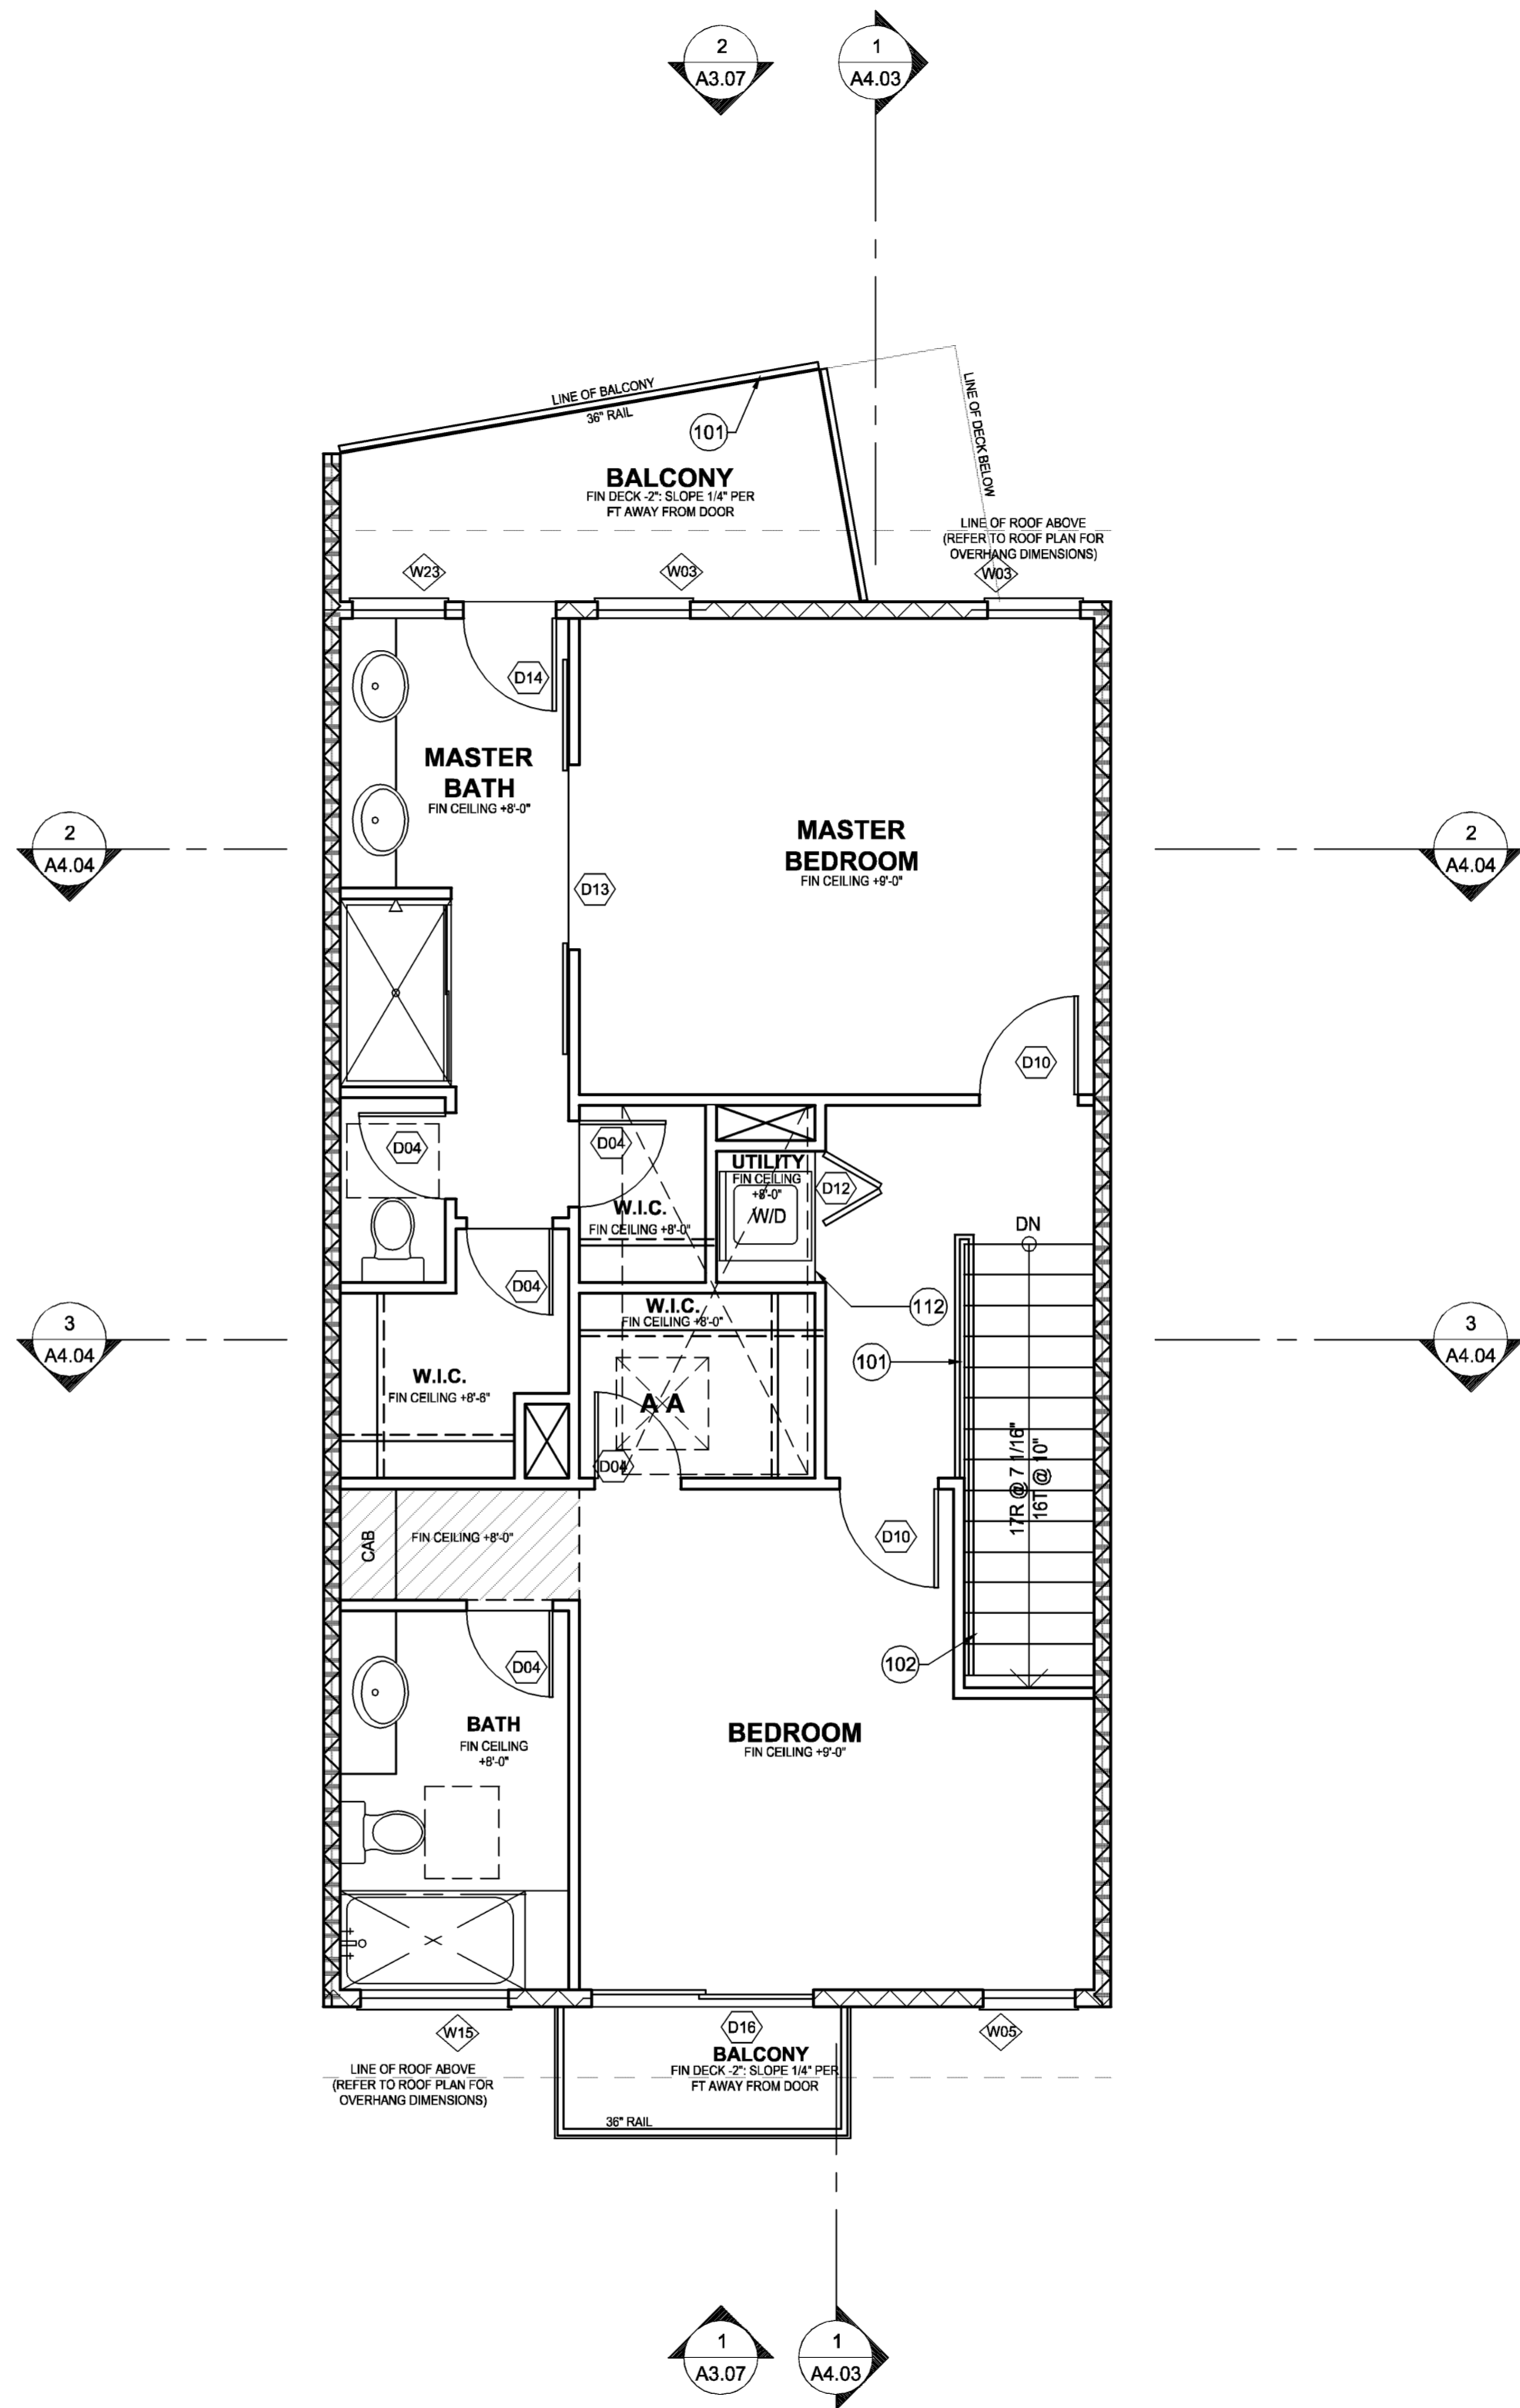 2
A3.07
1
A4.03
LINE OF BALCONY
36" RAIL
101
LINE OF DECK BELOW
BALCONY
FIN DECK -2": SLOPE 1/4" PER
FT AWAY FROM DOOR
LINE OF ROOF ABOVE
(REFER TO ROOF PLAN FOR
OVERHANG DIMENSIONS)
W23
W03
W03
D14
MASTER
BATH
FIN CEILING +8'-0"
MASTER
BEDROOM
FIN CEILING +9'-0"
2
A4.04
2
A4.04
D13
D10
D04
D04
UTILITY
FIN CEILING
+8'-0"
W/D
D12
W.I.C.
FIN CEILING +8'-0"
DN
D04
112
W.I.C.
FIN CEILING +8'-0"
3
A4.04
3
A4.04
101
W.I.C.
FIN CEILING +8'-6"
A A
D04
17R @ 7 1/16"
16T @ 10"
CAB
FIN CEILING +8'-0"
D10
D04
102
BATH
FIN CEILING
+8'-0"
BEDROOM
FIN CEILING +9'-0"
W15
D16
W05
BALCONY
FIN DECK -2": SLOPE 1/4" PER
FT AWAY FROM DOOR
LINE OF ROOF ABOVE
(REFER TO ROOF PLAN FOR
OVERHANG DIMENSIONS)
36" RAIL
1
A3.07
1
A4.03